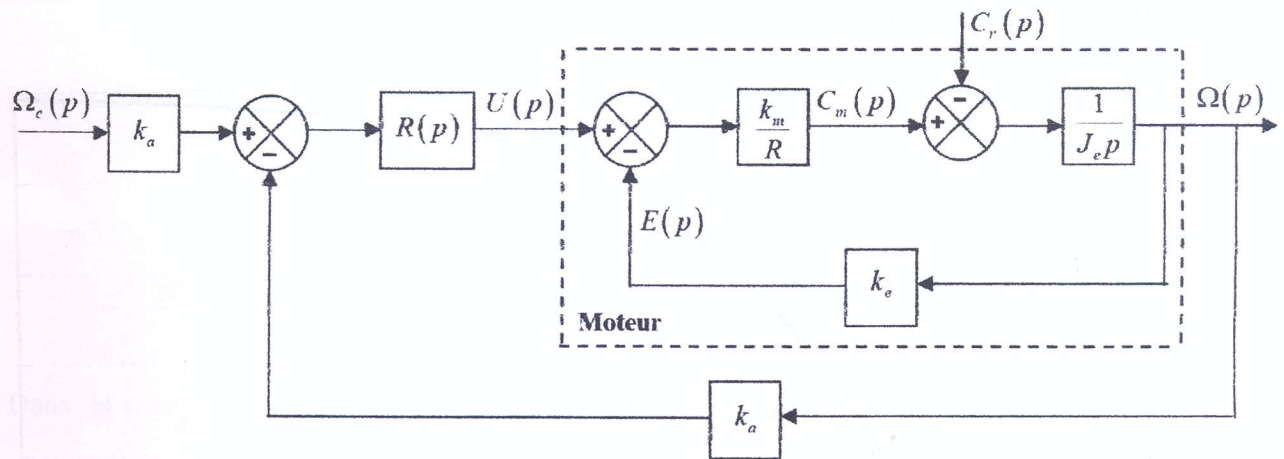 C_r(p)
Ω_c(p)
k_a
+
-
R(p)
U(p)
+
-
k_m
R
C_m(p)
+
-
1
J_e p
Ω(p)
E(p)
k_e
Moteur
k_a